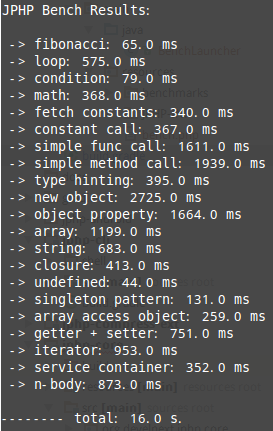 JPHP Bench Results:
-> fibonacci: 65.0 ms
-> loop: 575.0 ms
-> condition: 79.0 ms
-> math: 368.0 ms
-> fetch constants: 340.0 ms
-> constant call: 367.0 ms
-> simple func call: 1611.0 ms
-> simple method call: 1939.0 ms
-> type hinting: 395.0 ms
-> new object: 2725.0 ms
-> object property: 1664.0 ms
-> array: 1199.0 ms
-> string: 683.0 ms
-> closure: 413.0 ms
-> undefined: 44.0 ms
-> singleton pattern: 131.0 ms
-> array access object: 259.0 ms
-> getter + setter: 751.0 ms
-> iterator: 953.0 ms
-> service container: 352.0 ms
-> n-body: 873.0 ms
-------- total: 16.0 s.